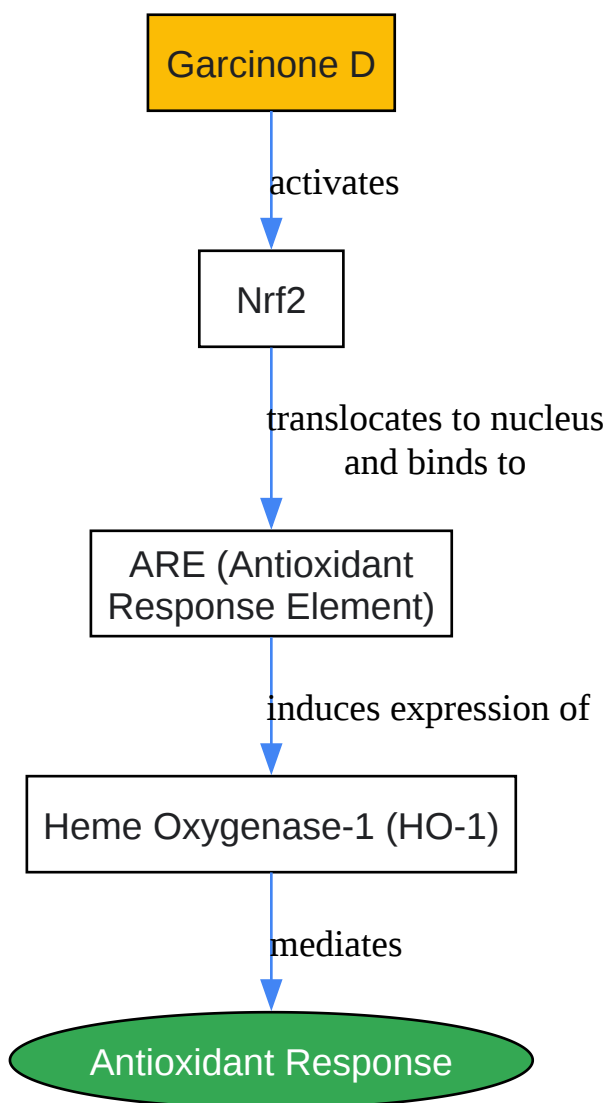 Garcinone D
activates
Nrf2
translocates to nucleus
and binds to
ARE (Antioxidant
Response Element)
induces expression of
Heme Oxygenase-1 (HO-1)
mediates
Antioxidant Response